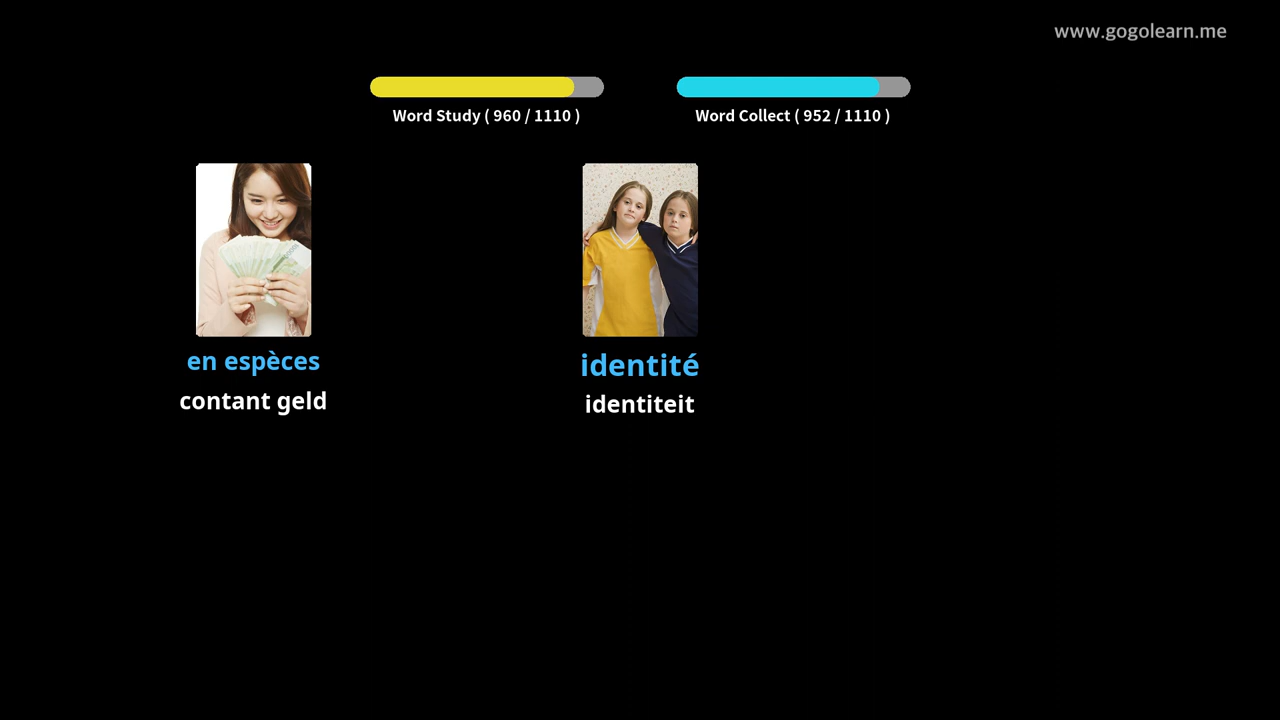 www.gogolearn.me
Word Study ( 960 / 1110 )
Word Collect ( 952 / 1110 )
en espèces
contant geld
identité
identiteit